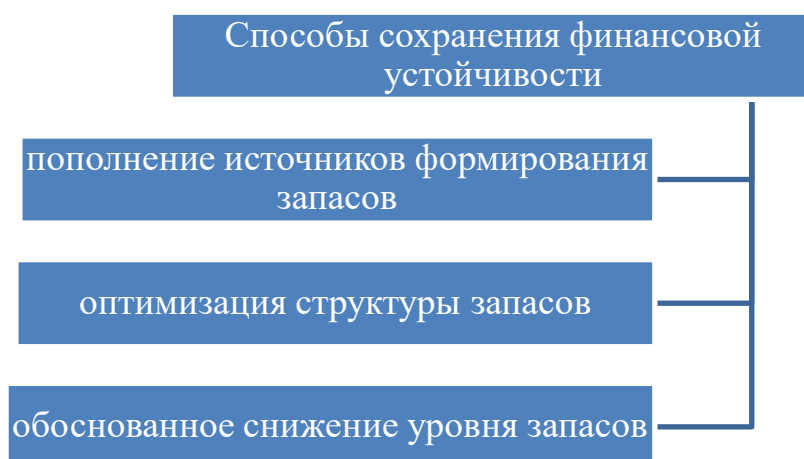 Способы сохранения финансовой
устойчивости
пополнение источников формирования
запасов
оптимизация структуры запасов
обоснованное снижение уровня запасов